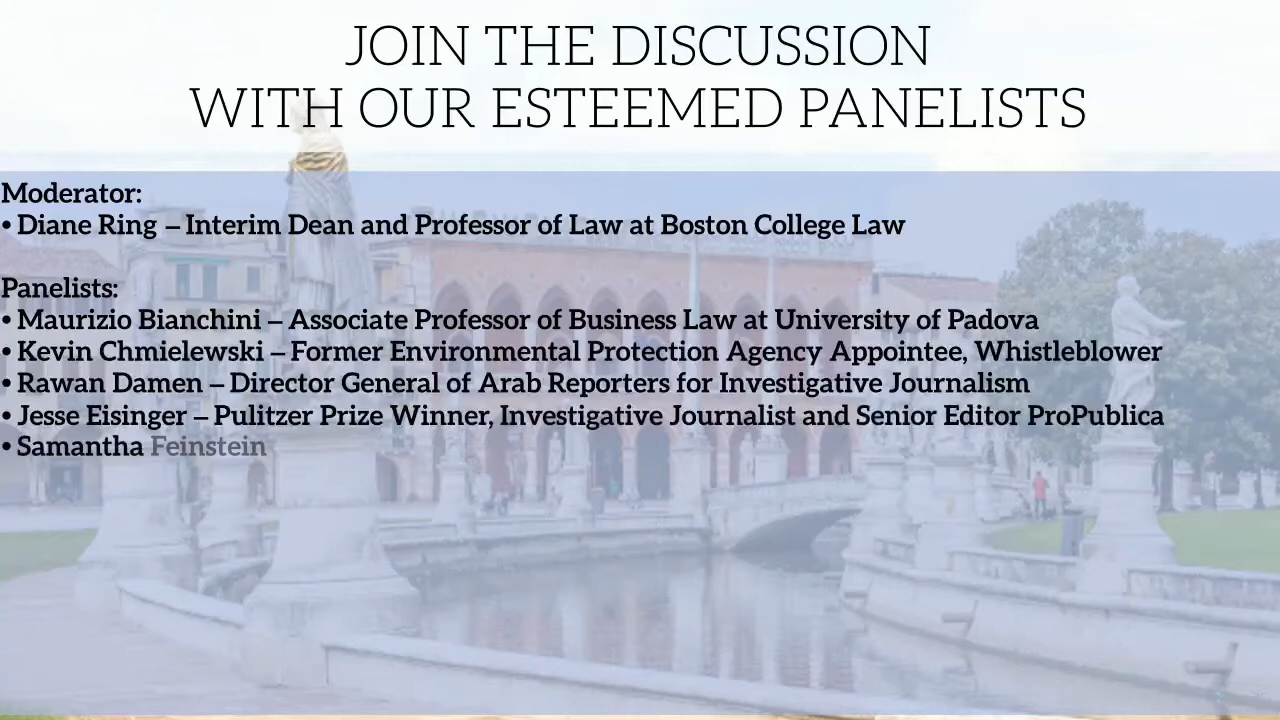 JOIN THE DISCUSSION
WITH OUR ESTEEMED PANELISTS
Moderator:
• Diane Ring – Interim Dean and Professor of Law at Boston College Law
Panelists:
• Maurizio Bianchini – Associate Professor of Business Law at University of Padova
• Kevin Chmielewski – Former Environmental Protection Agency Appointee, Whistleblower
• Rawan Damen – Director General of Arab Reporters for Investigative Journalism
• Jesse Eisinger – Pulitzer Prize Winner, Investigative Journalist and Senior Editor ProPublica
• Samantha Feinstein